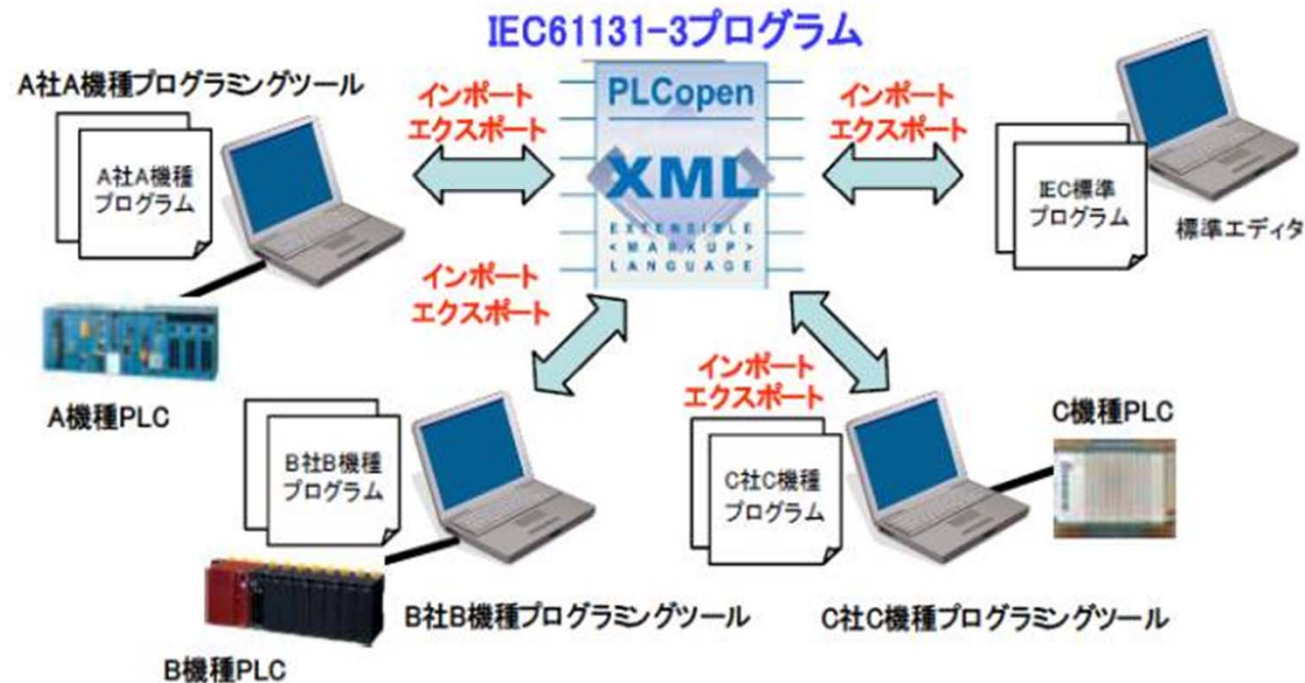 IEC61131-3プログラム
A社A機種プログラミングツール
インポート
エクスポート
PLCopen
XML
EXTENSIBLE
<MARKUP>
LANGUAGE
インポート
エクスポート
A社A機種
プログラム
IEC標準
プログラム
標準エディタ
インポート
エクスポート
A機種PLC
インポート
エクスポート
B社B機種
プログラム
C社C機種
プログラム
C機種PLC
B社B機種プログラミングツール
C社C機種プログラミングツール
B機種PLC